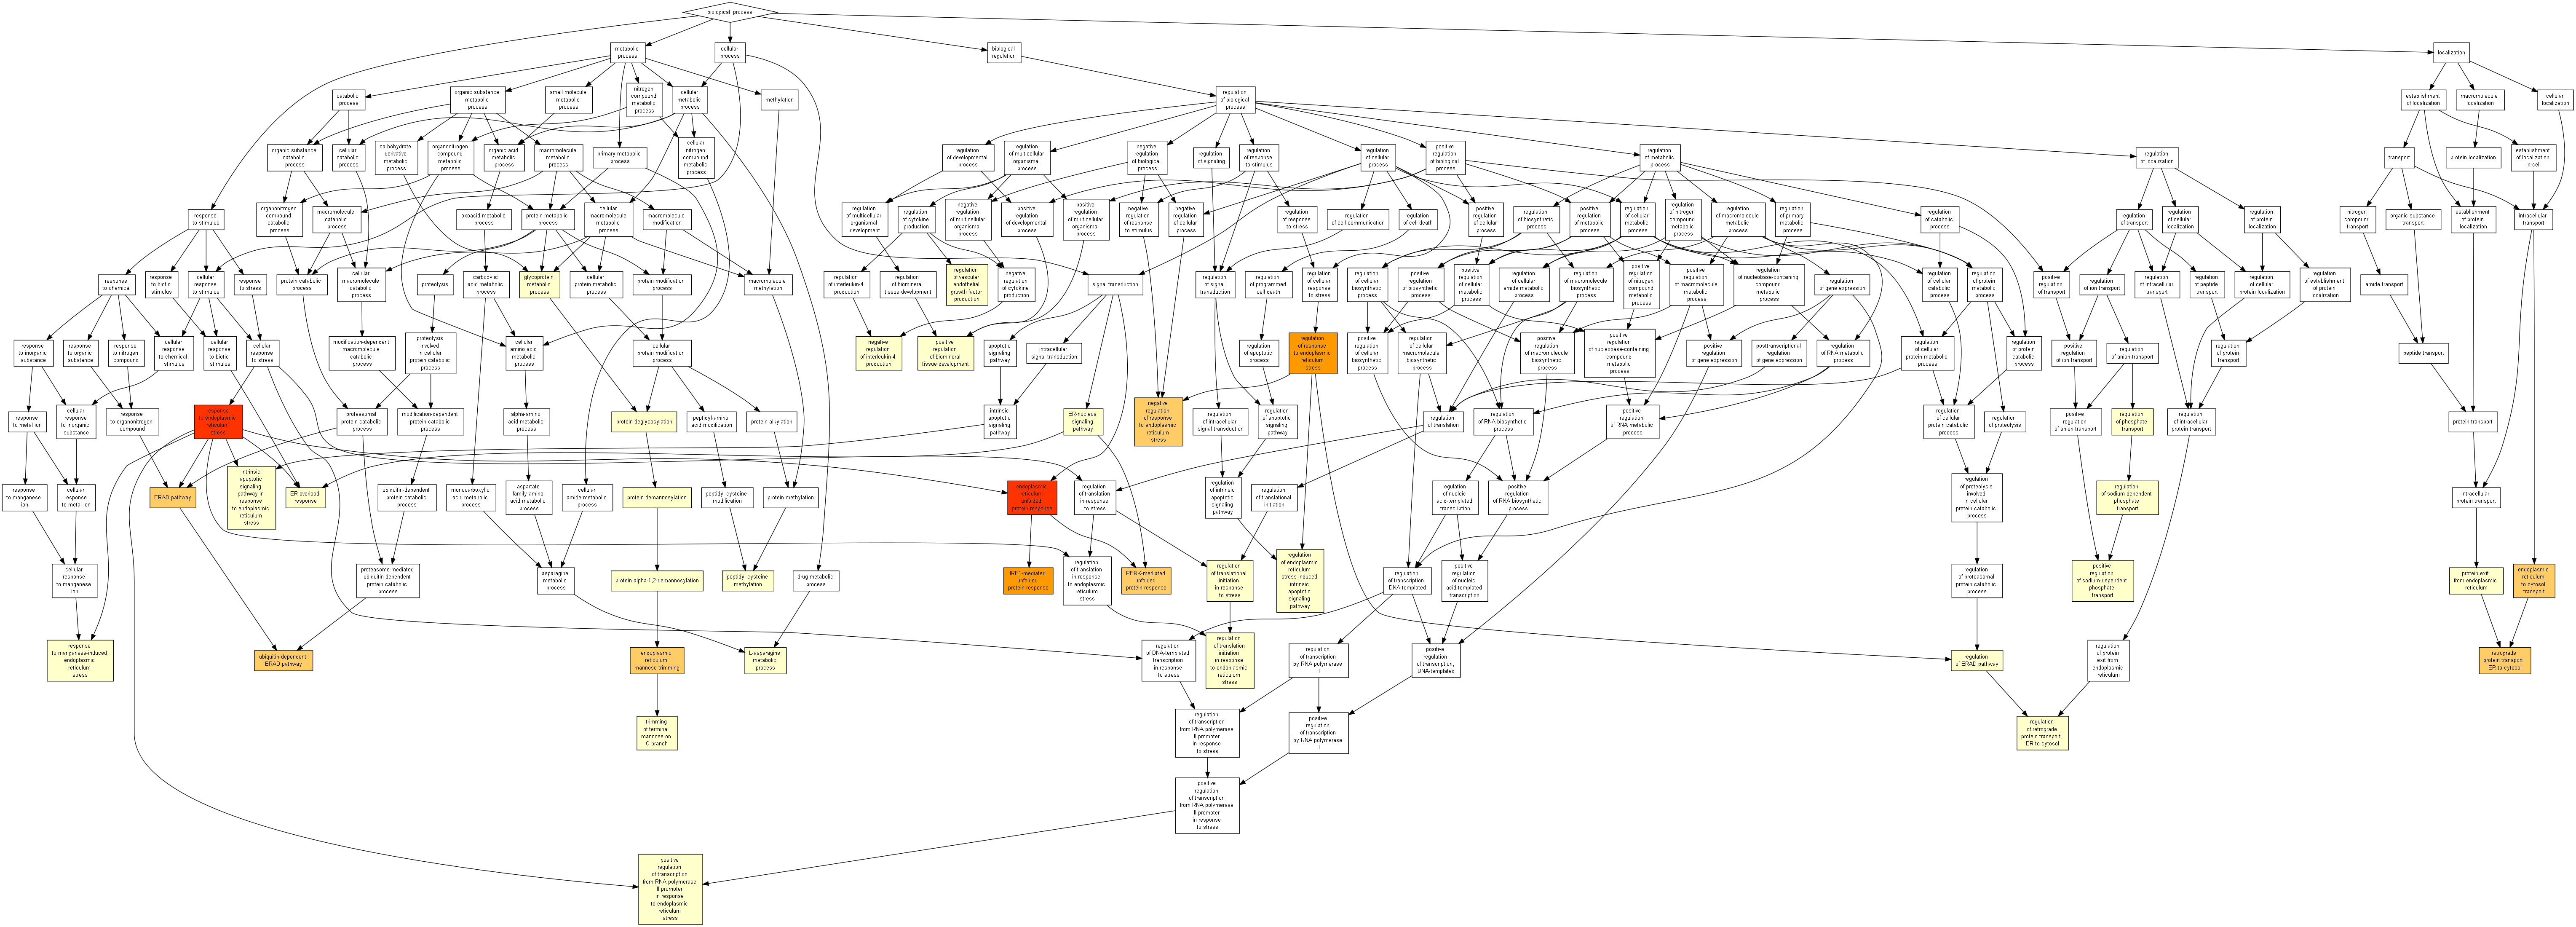 biological_process
metabolic
process
cellular
process
biological
regulation
localization
catabolic
process
organic substance
metabolic
process
small molecule
metabolic
process
nitrogen
compound
metabolic
process
cellular
metabolic
process
methylation
regulation
of biological
process
establishment
of localization
macromolecule
localization
cellular
localization
organic substance
catabolic
process
cellular
catabolic
process
carbohydrate
derivative
metabolic
process
organonitrogen
compound
metabolic
process
organic acid
metabolic
process
macromolecule
metabolic
process
primary metabolic
process
cellular
nitrogen
compound
metabolic
process
regulation
of developmental
process
regulation
of multicellular
organismal
process
negative
regulation
of biological
process
regulation
of signaling
regulation
of response
to stimulus
regulation
of cellular
process
positive
regulation
of biological
process
regulation
of metabolic
process
regulation
of localization
transport
protein localization
establishment
of localization
in cell
response
to stimulus
organonitrogen
compound
catabolic
process
macromolecule
catabolic
process
oxoacid metabolic
process
protein metabolic
process
cellular
macromolecule
metabolic
process
macromolecule
modification
regulation
of multicellular
organismal
development
regulation
of cytokine
production
negative
regulation
of multicellular
organismal
process
positive
regulation
of developmental
process
positive
regulation
of multicellular
organismal
process
negative
regulation
of response
to stimulus
negative
regulation
of cellular
process
regulation
of response
to stress
regulation
of cell communication
regulation
of cell death
positive
regulation
of cellular
process
regulation
of biosynthetic
process
positive
regulation
of metabolic
process
regulation
of cellular
metabolic
process
regulation
of nitrogen
compound
metabolic
process
regulation
of macromolecule
metabolic
process
regulation
of primary
metabolic
process
regulation
of catabolic
process
regulation
of transport
regulation
of cellular
localization
regulation
of protein
localization
nitrogen
compound
transport
organic substance
transport
establishment
of protein
localization
intracellular
transport
response
to chemical
response
to biotic
stimulus
cellular
response
to stimulus
response
to stress
protein catabolic
process
cellular
macromolecule
catabolic
process
proteolysis
carboxylic
acid metabolic
process
glycoprotein
metabolic
process
cellular
protein metabolic
process
protein modification
process
macromolecule
methylation
regulation
of interleukin-4
production
regulation
of biomineral
tissue development
regulation
of vascular
endothelial
growth factor
production
negative
regulation
of cytokine
production
signal transduction
regulation
of signal
transduction
regulation
of programmed
cell death
regulation
of cellular
response
to stress
regulation
of cellular
biosynthetic
process
positive
regulation
of biosynthetic
process
positive
regulation
of cellular
metabolic
process
regulation
of cellular
amide metabolic
process
regulation
of macromolecule
biosynthetic
process
positive
regulation
of nitrogen
compound
metabolic
process
positive
regulation
of macromolecule
metabolic
process
regulation
of nucleobase-containing
compound
metabolic
process
regulation
of gene expression
regulation
of cellular
catabolic
process
regulation
of protein
metabolic
process
positive
regulation
of transport
regulation
of ion transport
regulation
of intracellular
transport
regulation
of peptide
transport
regulation
of cellular
protein localization
regulation
of establishment
of protein
localization
amide transport
response
to inorganic
substance
response
to organic
substance
response
to nitrogen
compound
cellular
response
to chemical
stimulus
cellular
response
to biotic
stimulus
cellular
response
to stress
modification-dependent
macromolecule
catabolic
process
proteolysis
involved
in cellular
protein catabolic
process
cellular
amino acid
metabolic
process
cellular
protein modification
process
negative
regulation
of interleukin-4
production
positive
regulation
of biomineral
tissue development
apoptotic
signaling
pathway
intracellular
signal transduction
regulation
of apoptotic
process
regulation
of response
to endoplasmic
reticulum
stress
positive
regulation
of cellular
biosynthetic
process
regulation
of cellular
macromolecule
biosynthetic
process
positive
regulation
of macromolecule
biosynthetic
process
positive
regulation
of nucleobase-containing
compound
metabolic
process
positive
regulation
of gene expression
posttranscriptional
regulation
of gene expression
regulation
of RNA metabolic
process
regulation
of cellular
protein metabolic
process
regulation
of protein
catabolic
process
positive
regulation
of ion transport
regulation
of anion transport
regulation
of protein
transport
peptide transport
response
to metal ion
cellular
response
to inorganic
substance
response
to organonitrogen
compound
response
to endoplasmic
reticulum
stress
proteasomal
protein catabolic
process
modification-dependent
protein catabolic
process
alpha-amino
acid metabolic
process
protein deglycosylation
peptidyl-amino
acid modification
protein alkylation
intrinsic
apoptotic
signaling
pathway
ER-nucleus
signaling
pathway
negative
regulation
of response
to endoplasmic
reticulum
stress
regulation
of intracellular
signal transduction
regulation
of apoptotic
signaling
pathway
regulation
of translation
regulation
of RNA biosynthetic
process
positive
regulation
of RNA metabolic
process
regulation
of cellular
protein catabolic
process
regulation
of proteolysis
positive
regulation
of anion transport
regulation
of phosphate
transport
regulation
of intracellular
protein transport
protein transport
response
to manganese
ion
cellular
response
to metal ion
ERAD pathway
intrinsic
apoptotic
signaling
pathway in
response
to endoplasmic
reticulum
stress
ER overload
response
ubiquitin-dependent
protein catabolic
process
monocarboxylic
acid metabolic
process
aspartate
family amino
acid metabolic
process
cellular
amide metabolic
process
protein demannosylation
peptidyl-cysteine
modification
protein methylation
endoplasmic
reticulum
unfolded
protein response
regulation
of translation
in response
to stress
regulation
of intrinsic
apoptotic
signaling
pathway
regulation
of translational
initiation
regulation
of nucleic
acid-templated
transcription
positive
regulation
of RNA biosynthetic
process
regulation
of proteolysis
involved
in cellular
protein catabolic
process
regulation
of sodium-dependent
phosphate
transport
intracellular
protein transport
cellular
response
to manganese
ion
proteasome-mediated
ubiquitin-dependent
protein catabolic
process
asparagine
metabolic
process
protein alpha-1,2-demannosylation
peptidyl-cysteine
methylation
drug metabolic
process
IRE1-mediated
unfolded
protein response
regulation
of translation
in response
to endoplasmic
reticulum
stress
PERK-mediated
unfolded
protein response
regulation
of translational
initiation
in response
to stress
regulation
of endoplasmic
reticulum
stress-induced
intrinsic
apoptotic
signaling
pathway
regulation
of transcription,
DNA-templated
positive
regulation
of nucleic
acid-templated
transcription
regulation
of proteasomal
protein catabolic
process
positive
regulation
of sodium-dependent
phosphate
transport
protein exit
from endoplasmic
reticulum
endoplasmic
reticulum
to cytosol
transport
response
to manganese-induced
endoplasmic
reticulum
stress
ubiquitin-dependent
ERAD pathway
endoplasmic
reticulum
mannose trimming
L-asparagine
metabolic
process
regulation
of DNA-templated
transcription
in response
to stress
regulation
of translation
initiation
in response
to endoplasmic
reticulum
stress
regulation
of transcription
by RNA polymerase
II
positive
regulation
of transcription,
DNA-templated
regulation
of ERAD pathway
regulation
of protein
exit from
endoplasmic
reticulum
retrograde
protein transport,
ER to cytosol
trimming
of terminal
mannose on
C branch
regulation
of transcription
from RNA polymerase
II promoter
in response
to stress
positive
regulation
of transcription
by RNA polymerase
II
regulation
of retrograde
protein transport,
ER to cytosol
positive
regulation
of transcription
from RNA polymerase
II promoter
in response
to stress
positive
regulation
of transcription
from RNA polymerase
II promoter
in response
to endoplasmic
reticulum
stress